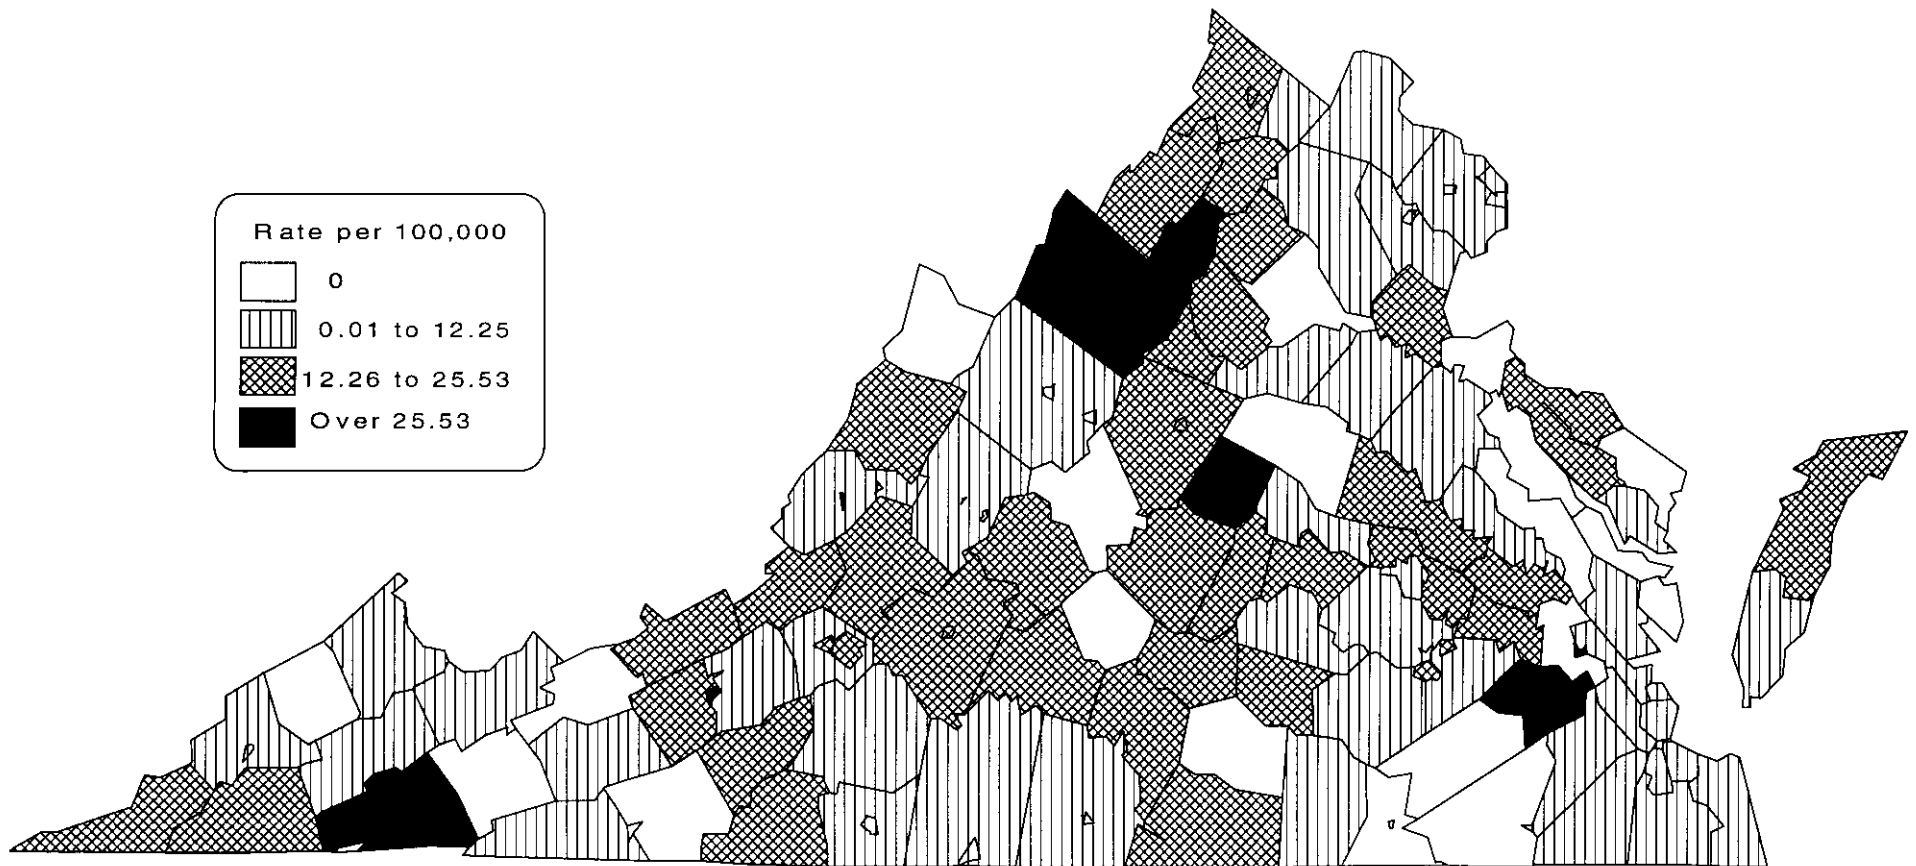 Rate per 100,000
0
0.01 to 12.25
12.26 to 25.53
Over 25.53